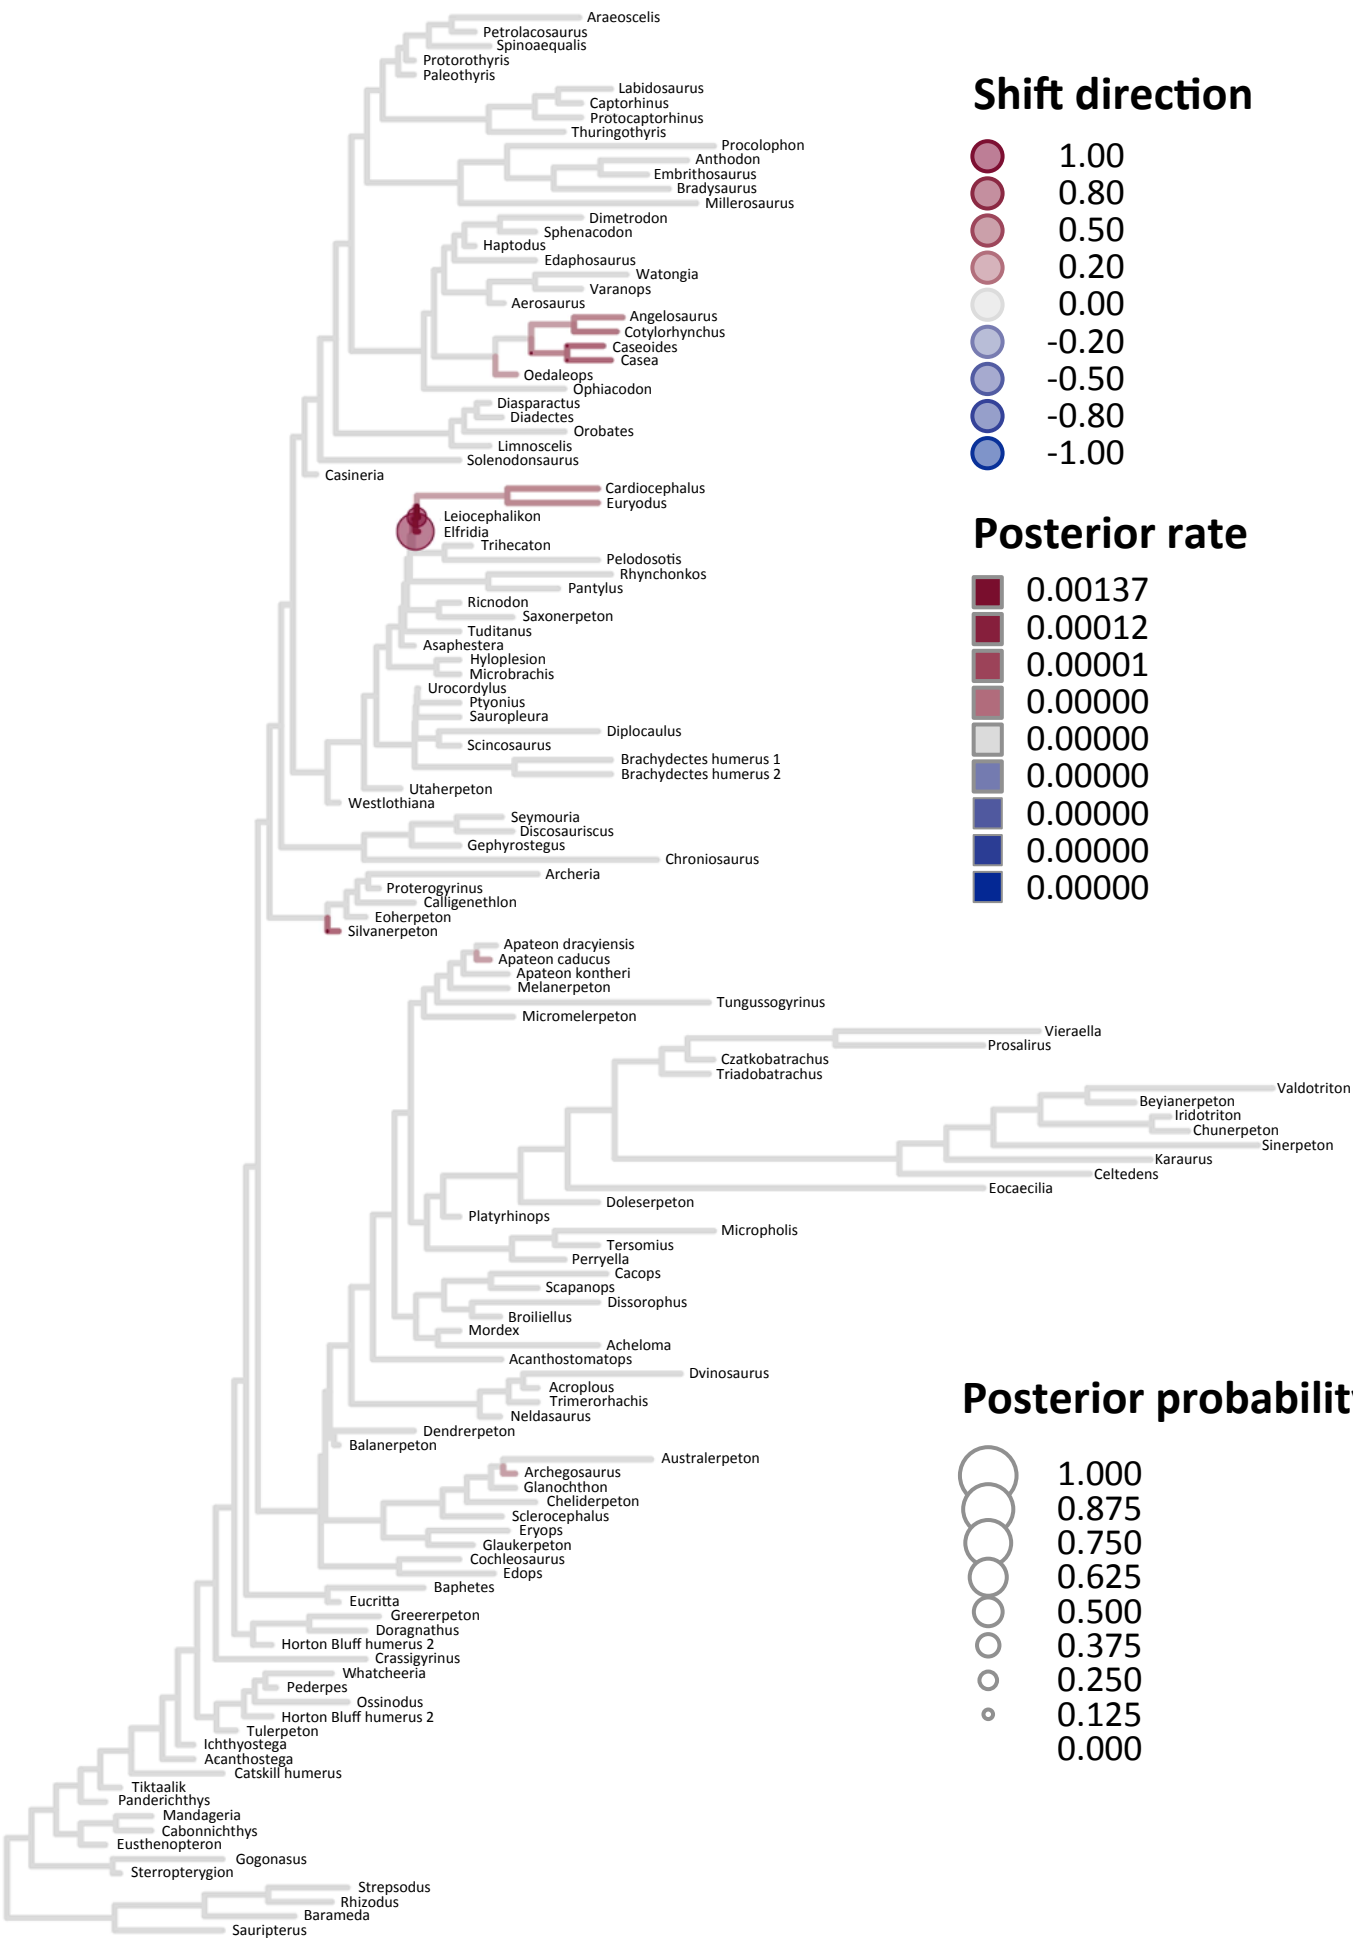 Araeoscelis
Petrolacosaurus
Spinoaequalis
Protorothyris
Paleothyris
Labidosaurus
Captorhinus
Protocaptorhinus
Thuringothyris
Procolophon
Anthodon
Embrithosaurus
Bradysaurus
Millerosaurus
Dimetrodon
Sphenacodon
Haptodus
Edaphosaurus
Watongia
Varanops
Aerosaurus
Angelosaurus
Cotylorhynchus
Caseoides
Casea
Oedaleops
Ophiacodon
Diasparactus
Diadectes
Orobates
Limnoscelis
Solenodonsaurus
Casineria
Cardiocephalus
Euryodus
Leiocephalikon
Elfridia
Trihecaton
Pelodosotis
Rhynchonkos
Pantylus
Ricnodon
Saxonerpeton
Tuditanus
Asaphestera
Hyloplesion
Microbrachis
Urocordylus
Ptyonius
Sauropleura
Diplocaulus
Scincosaurus
Brachydectes humerus 1
Brachydectes humerus 2
Utaherpeton
Westlothiana
Seymouria
Discosauriscus
Gephyrostegus
Chroniosaurus
Archeria
Proterogyrinus
Calligenethlon
Eoherpeton
Silvanerpeton
Apateon dracyiensis
Apateon caducus
Apateon kontheri
Melanerpeton
Tungussogyrinus
Micromelerpeton
Vieraella
Prosalirus
Czatkobatrachus
Triadobatrachus
Valdotriton
Beyianerpeton
Iridotriton
Chunerpeton
Sinerpeton
Karaurus
Celtedens
Eocaecilia
Doleserpeton
Platyrhinops
Micropholis
Tersomius
Perryella
Cacops
Scapanops
Dissorophus
Broiliellus
Mordex
Acheloma
Acanthostomatops
Dvinosaurus
Acroplous
Trimerorhachis
Neldasaurus
Dendrerpeton
Balanerpeton
Australerpeton
Archegosaurus
Glanochthon
Cheliderpeton
Sclerocephalus
Eryops
Glaukerpeton
Cochleosaurus
Edops
Baphetes
Eucritta
Greererpeton
Doragnathus
Horton Bluff humerus 2
Crassigyrinus
Whatcheeria
Pederpes
Ossinodus
Horton Bluff humerus 2
Tulerpeton
Ichthyostega
Acanthostega
Catskill humerus
Tiktaalik
Panderichthys
Mandageria
Cabonnichthys
Eusthenopteron
Gogonasus
Sterropterygion
Strepsodus
Rhizodus
Barameda
Sauripterus
Shift direction
1.00
0.80
0.50
0.20
0.00
-0.20
-0.50
-0.80
-1.00
Posterior rate
0.00137
0.00012
0.00001
0.00000
0.00000
0.00000
0.00000
0.00000
0.00000
Posterior probability
1.000
0.875
0.750
0.625
0.500
0.375
0.250
0.125
0.000